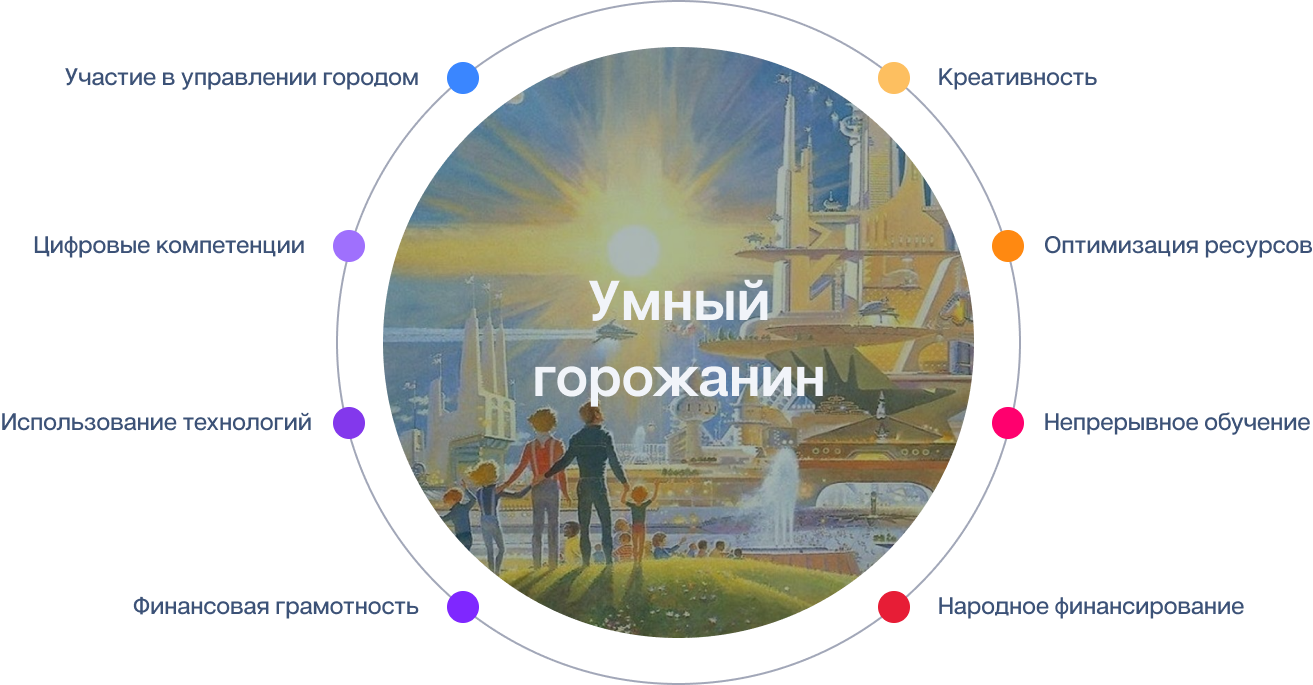 Участие в управлении городом
Креативность
Цифровые компетенции
Оптимизация ресурсов
Умный
горожанин
Использование технологий
Непрерывное обучение
Финансовая грамотность
Народное финансирование